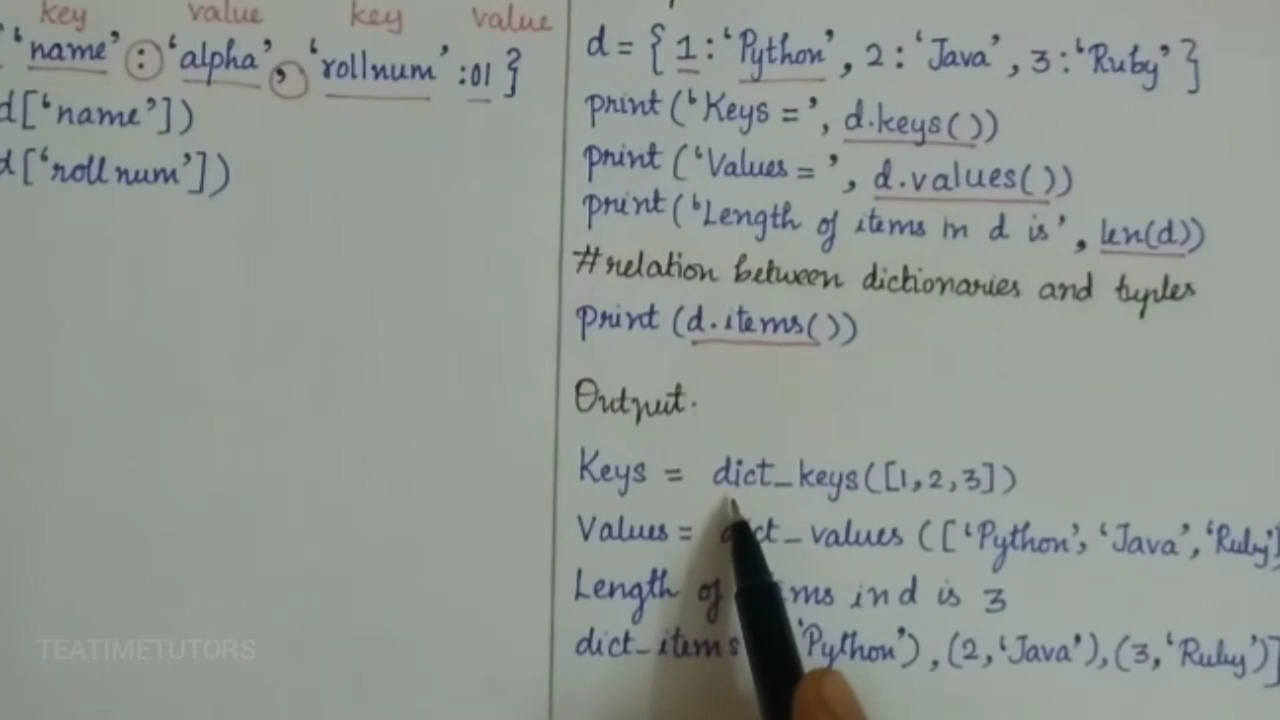 key value key value
'name' : 'alpha', 'rollnum' :01 }
d['name'])
d['rollnum'])
d = { 1 : 'Python', 2 : 'Java', 3 : 'Ruby' }
print ('Keys =', d.keys())
print ('Values = ', d.values())
print ('Length of items in d is', len(d))
#relation between dictionaries and tuples
print (d.items())
Output.
Keys = dict_keys([1,2,3])
Values = dict_values (['Python', 'Java', 'Ruby']
Length of ms in d is 3
dict_items 'Python'), (2,'Java'), (3,'Ruby')]
TEATIMETUTORS